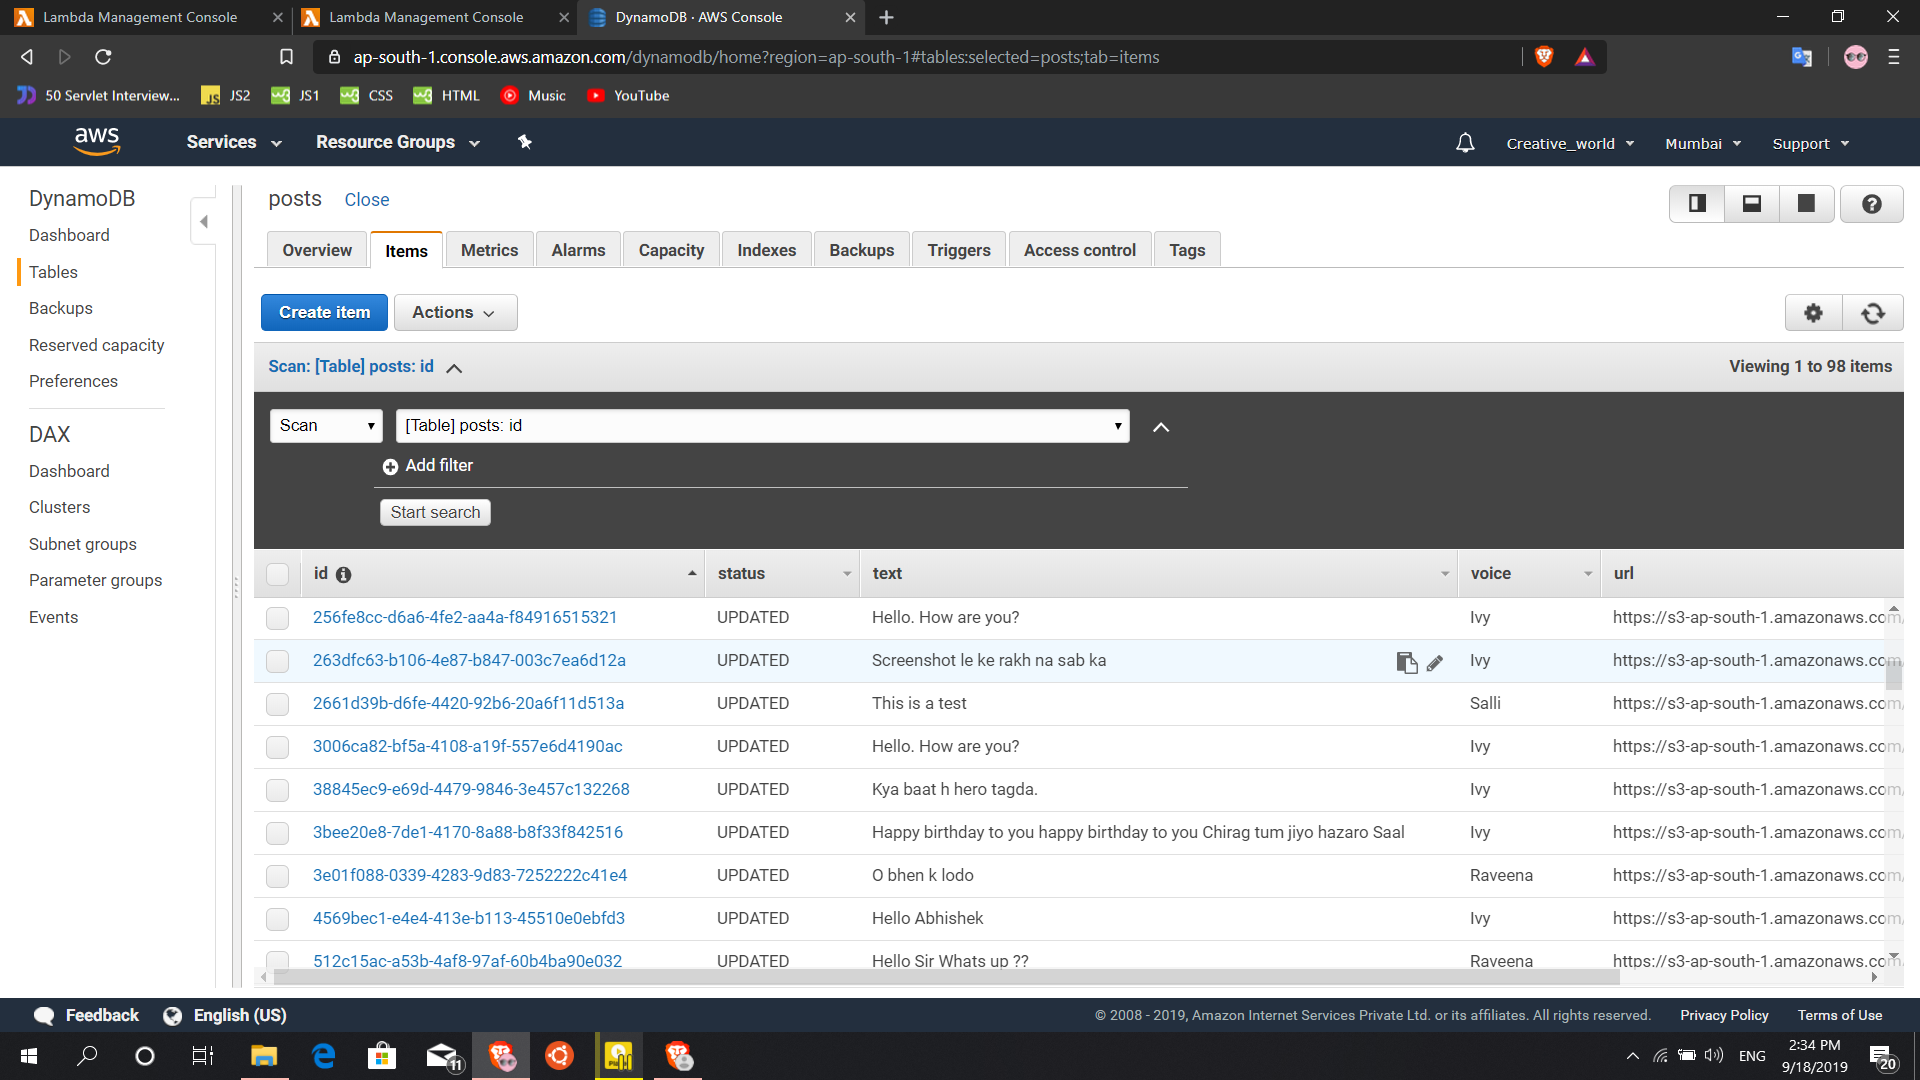 Lambda Management Console
Lambda Management Console
DynamoDB · AWS Console
ap-south-1.console.aws.amazon.com/dynamodb/home?region=ap-south-1#tables:selected=posts;tab=items
50 Servlet Interview... JS JS2 w3 JS1 w3 CSS w3 HTML Music YouTube
aws Services Resource Groups Creative_world Mumbai Support
DynamoDB
Dashboard
Tables
Backups
Reserved capacity
Preferences
DAX
Dashboard
Clusters
Subnet groups
Parameter groups
Events
posts Close
Overview Items Metrics Alarms Capacity Indexes Backups Triggers Access control Tags
Create item Actions
Scan: [Table] posts: id Viewing 1 to 98 items
Scan [Table] posts: id
Add filter
Start search
id status text voice url
256fe8cc-d6a6-4fe2-aa4a-f84916515321 UPDATED Hello. How are you? Ivy https://s3-ap-south-1.amazonaws.com/
263dfc63-b106-4e87-b847-003c7ea6d12a UPDATED Screenshot le ke rakh na sab ka Ivy https://s3-ap-south-1.amazonaws.com/
2661d39b-d6fe-4420-92b6-20a6f11d513a UPDATED This is a test Salli https://s3-ap-south-1.amazonaws.com/
3006ca82-bf5a-4108-a19f-557e6d4190ac UPDATED Hello. How are you? Ivy https://s3-ap-south-1.amazonaws.com/
38845ec9-e69d-4479-9846-3e457c132268 UPDATED Kya baat h hero tagda. Ivy https://s3-ap-south-1.amazonaws.com/
3bee20e8-7de1-4170-8a88-b8f33f842516 UPDATED Happy birthday to you happy birthday to you Chirag tum jiyo hazaro Saal Ivy https://s3-ap-south-1.amazonaws.com/
3e01f088-0339-4283-9d83-7252222c41e4 UPDATED O bhen k lodo Raveena https://s3-ap-south-1.amazonaws.com/
4569bec1-e4e4-413e-b113-45510e0ebfd3 UPDATED Hello Abhishek Ivy https://s3-ap-south-1.amazonaws.com/
512c15ac-a53b-4af8-97af-60b4ba90e032 UPDATED Hello Sir Whats up ?? Raveena https://s3-ap-south-1.amazonaws.com/
Feedback English (US) © 2008 - 2019, Amazon Internet Services Private Ltd. or its affiliates. All rights reserved. Privacy Policy Terms of Use
11
ENG
2:34 PM
9/18/2019
20